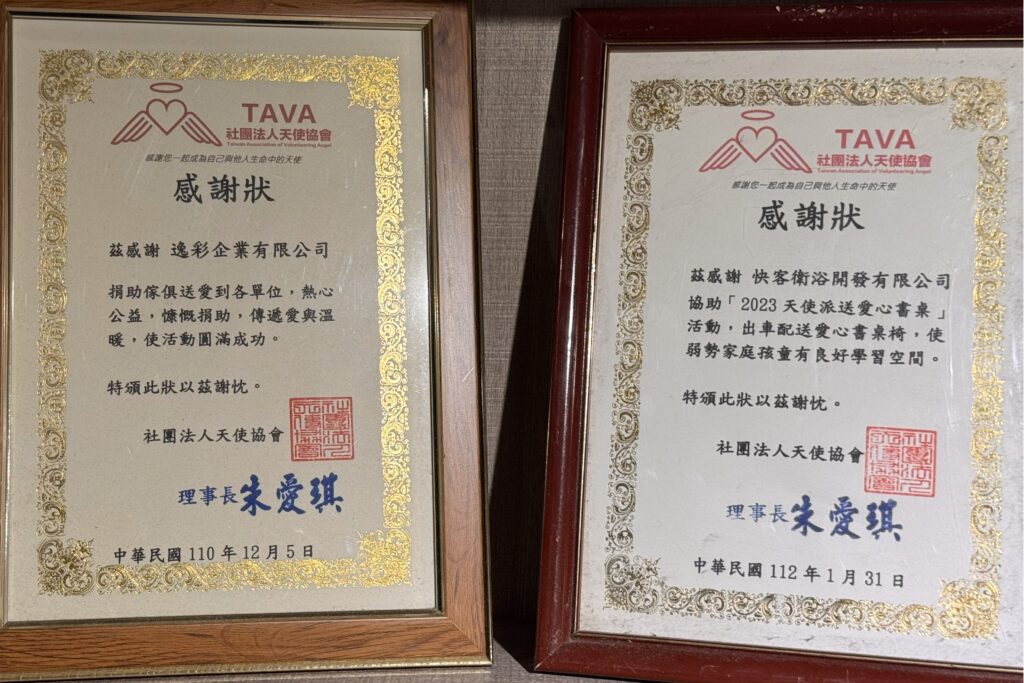 TAVA
社團法人天使協會
Taiwan Association of Volunteering Angel
感謝您一起成為自己與他人生命中的天使
感謝狀
茲感謝 逸彩企業有限公司
捐助傢俱送愛到各單位，熱心
公益，慷慨捐助，傳遞愛與溫
暖，使活動圓滿成功。
特頒此狀以茲謝忱。
社團法人天使協會
理事長朱愛琪
中華民國 110 年 12 月 5 日
TAVA
社團法人天使協會
Taiwan Association of Volunteering Angel
感謝您一起成為自己與他人生命中的天使
感謝狀
茲感謝 快客衛浴開發有限公司
協助「2023 天使派送愛心書桌」
活動，出車配送愛心書桌椅，使
弱勢家庭孩童有良好學習空間。
特頒此狀以茲謝忱。
社團法人天使協會
理事長朱愛琪
中華民國 112 年 1 月 31 日